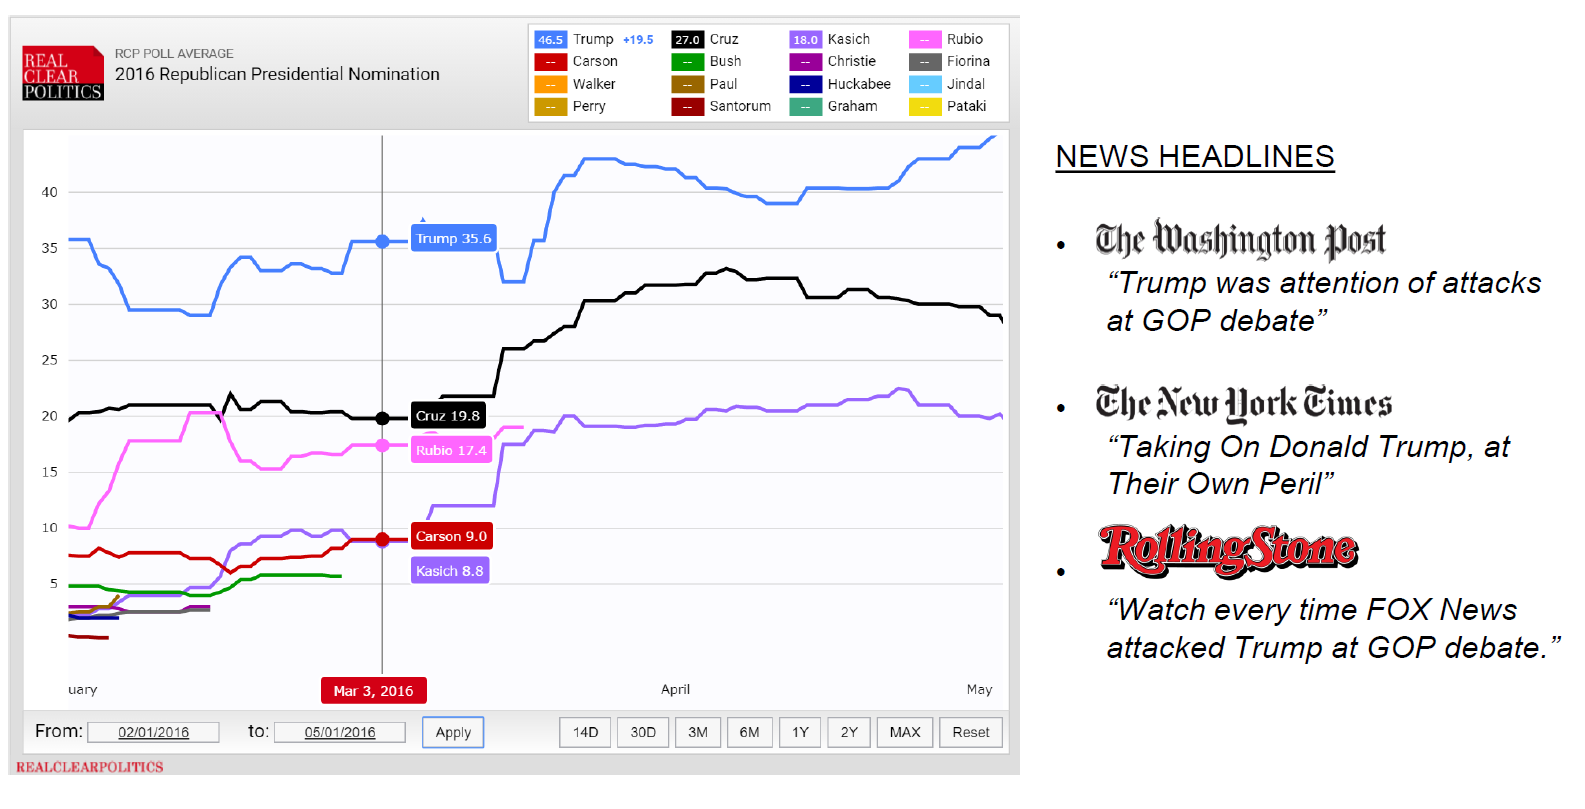 REAL
CLEAR
POLITICS
RCP POLL AVERAGE
2016 Republican Presidential Nomination
46.5 Trump +19.5 27.0 Cruz 18.0 Kasich -- Rubio
-- Carson -- Bush -- Christie -- Fiorina
-- Walker -- Paul -- Huckabee -- Jindal
-- Perry -- Santorum -- Graham -- Pataki
40
35
30
25
20
15
10
5
Trump 35.6
Cruz 19.8
Rubio 17.4
Carson 9.0
Kasich 8.8
uary Mar 3, 2016 April May
From: 02/01/2016 to: 05/01/2016 Apply 14D 30D 3M 6M 1Y 2Y MAX Reset
REALCLEARPOLITICS
NEWS HEADLINES
• The Washington Post
“Trump was attention of attacks
at GOP debate”
• The New York Times
“Taking On Donald Trump, at
Their Own Peril”
• RollingStone
“Watch every time FOX News
attacked Trump at GOP debate.”